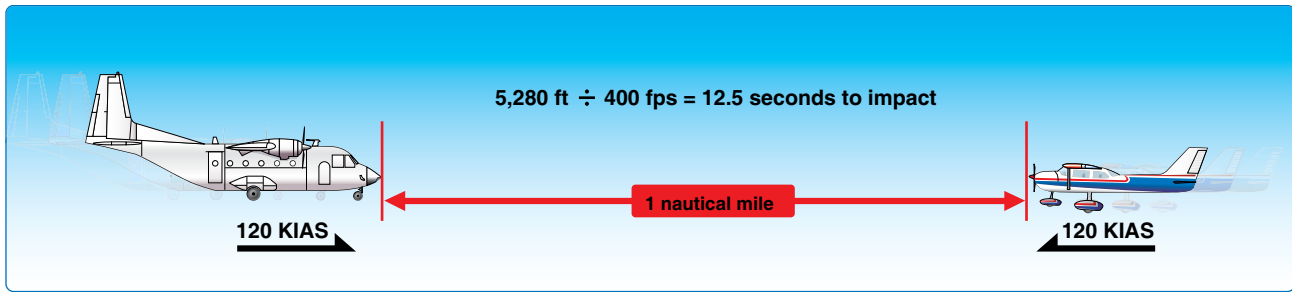 5,280 ft ÷ 400 fps = 12.5 seconds to impact
1 nautical mile
120 KIAS
120 KIAS